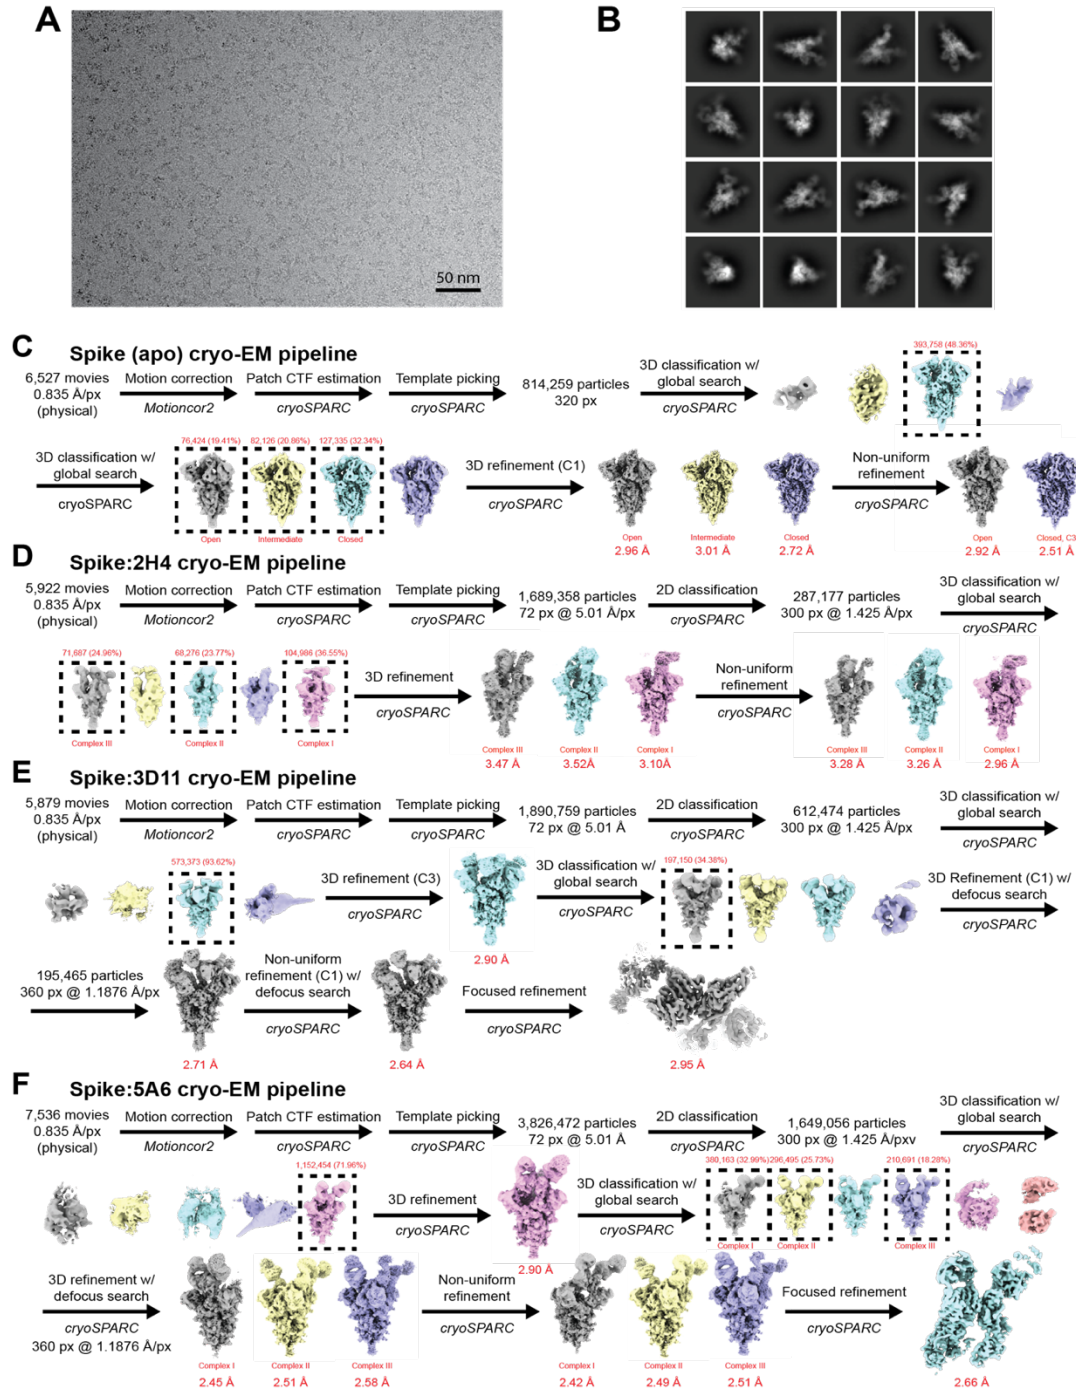 A
50 nm
B
C Spike (apo) cryo-EM pipeline
6,527 movies
0.835 Å/px
(physical)
Motion correction
Motioncor2
Patch CTF estimation
cryoSPARC
Template picking
cryoSPARC
814,259 particles
320 px
3D classification w/
global search
cryoSPARC
393,758 (48.36%)
3D classification w/
global search
cryoSPARC
76,424 (19.41%)
82,126 (20.86%)
127,335 (32.34%)
Open
Intermediate
Closed
3D refinement (C1)
cryoSPARC
Open
2.96 Å
Intermediate
3.01 Å
Closed
2.72 Å
Non-uniform
refinement
cryoSPARC
Open
2.92 Å
Closed, C3
2.51 Å
D Spike:2H4 cryo-EM pipeline
5,922 movies
0.835 Å/px
(physical)
Motion correction
Motioncor2
Patch CTF estimation
cryoSPARC
Template picking
cryoSPARC
1,689,358 particles
72 px @ 5.01 Å/px
2D classification
cryoSPARC
287,177 particles
300 px @ 1.425 Å/px
3D classification w/
global search
cryoSPARC
71,687 (24.96%)
68,276 (23.77%)
104,986 (36.55%)
Complex III
Complex II
Complex I
3D refinement
cryoSPARC
Complex III
3.47 Å
Complex II
3.52Å
Complex I
3.10Å
Non-uniform
refinement
cryoSPARC
Complex III
3.28 Å
Complex II
3.26 Å
Complex I
2.96 Å
E Spike:3D11 cryo-EM pipeline
5,879 movies
0.835 Å/px
(physical)
Motion correction
Motioncor2
Patch CTF estimation
cryoSPARC
Template picking
cryoSPARC
1,890,759 particles
72 px @ 5.01 Å
2D classification
cryoSPARC
612,474 particles
300 px @ 1.425 Å/px
3D classification w/
global search
cryoSPARC
573,373 (93.62%)
3D refinement (C3)
cryoSPARC
2.90 Å
3D classification w/
global search
cryoSPARC
197,150 (34.38%)
3D Refinement (C1) w/
defocus search
cryoSPARC
195,465 particles
360 px @ 1.1876 Å/px
2.71 Å
Non-uniform
refinement (C1) w/
defocus search
cryoSPARC
2.64 Å
Focused refinement
cryoSPARC
2.95 Å
F Spike:5A6 cryo-EM pipeline
7,536 movies
0.835 Å/px
(physical)
Motion correction
Motioncor2
Patch CTF estimation
cryoSPARC
Template picking
cryoSPARC
3,826,472 particles
72 px @ 5.01 Å
2D classification
cryoSPARC
1,649,056 particles
300 px @ 1.425 Å/pxv
3D classification w/
global search
cryoSPARC
1,152,454 (71.96%)
3D refinement
cryoSPARC
2.90 Å
3D classification w/
global search
cryoSPARC
380,163 (32.99%)
296,495 (25.73%)
210,691 (18.28%)
Complex I
Complex II
Complex III
3D refinement w/
defocus search
cryoSPARC
360 px @ 1.1876 Å/px
Complex I
2.45 Å
Complex II
2.51 Å
Complex III
2.58 Å
Non-uniform
refinement
cryoSPARC
Complex I
2.42 Å
Complex II
2.49 Å
Complex III
2.51 Å
Focused refinement
cryoSPARC
2.66 Å